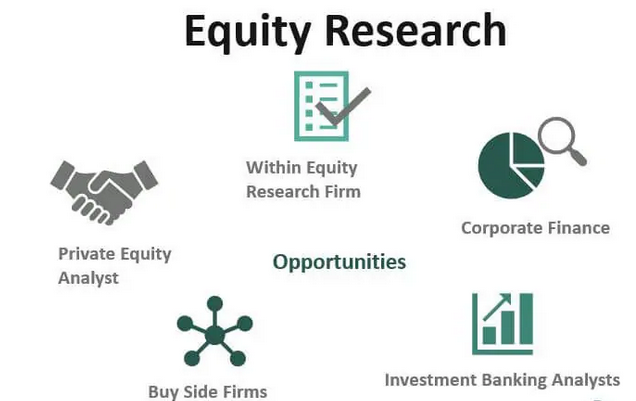 Equity Research
Within Equity
Research Firm
Corporate Finance
Private Equity
Analyst
Opportunities
Buy Side Firms
Investment Banking Analysts